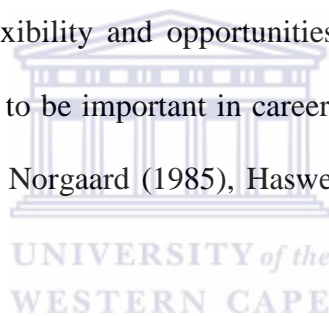 xibility and opportunities
to be important in career
Norgaard (1985), Haswe
UNIVERSITY of the
WESTERN CAPE